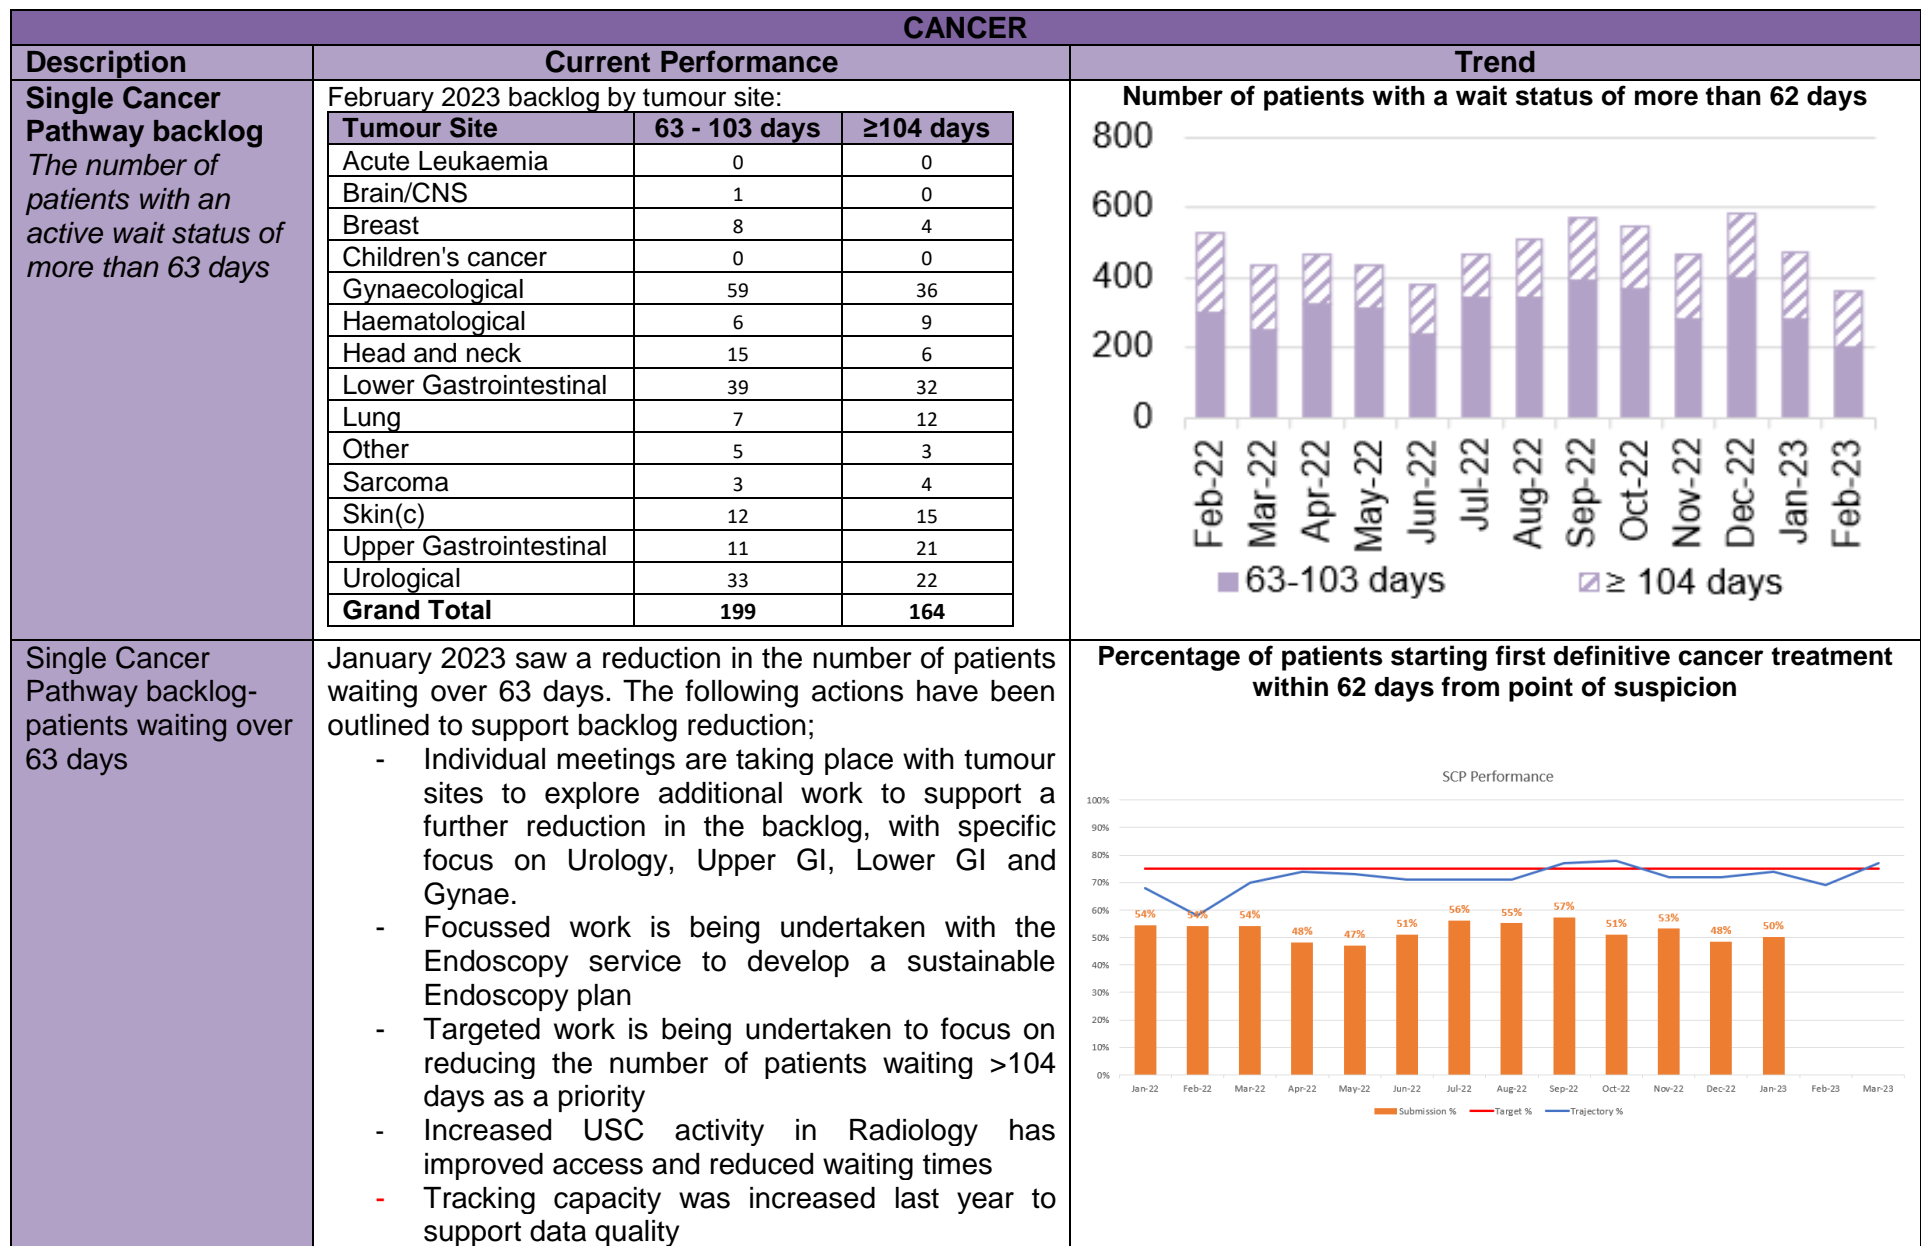 CANCER
Description
Current Performance
Trend
Single Cancer
Pathway backlog
The number of
patients with an
active wait status of
more than 63 days
February 2023 backlog by tumour site:
Tumour Site 63 - 103 days ≥104 days
Acute Leukaemia 0 0
Brain/CNS 1 0
Breast 8 4
Children's cancer 0 0
Gynaecological 59 36
Haematological 6 9
Head and neck 15 6
Lower Gastrointestinal 39 32
Lung 7 12
Other 5 3
Sarcoma 3 4
Skin(c) 12 15
Upper Gastrointestinal 11 21
Urological 33 22
Grand Total 199 164
Number of patients with a wait status of more than 62 days
800
600
400
200
0
Feb-22 Mar-22 Apr-22 May-22 Jun-22 Jul-22 Aug-22 Sep-22 Oct-22 Nov-22 Dec-22 Jan-23 Feb-23
63-103 days ≥ 104 days
Single Cancer
Pathway backlog-
patients waiting over
63 days
January 2023 saw a reduction in the number of patients
waiting over 63 days. The following actions have been
outlined to support backlog reduction;
- Individual meetings are taking place with tumour
sites to explore additional work to support a
further reduction in the backlog, with specific
focus on Urology, Upper GI, Lower GI and
Gynae.
- Focussed work is being undertaken with the
Endoscopy service to develop a sustainable
Endoscopy plan
- Targeted work is being undertaken to focus on
reducing the number of patients waiting >104
days as a priority
- Increased USC activity in Radiology has
improved access and reduced waiting times
- Tracking capacity was increased last year to
support data quality
Percentage of patients starting first definitive cancer treatment
within 62 days from point of suspicion
SCP Performance
100%
90%
80%
70%
60%
50%
40%
30%
20%
10%
0%
54% 54% 54% 48% 47% 51% 56% 55% 57% 51% 53% 48% 50%
Jan-22 Feb-22 Mar-22 Apr-22 May-22 Jun-22 Jul-22 Aug-22 Sep-22 Oct-22 Nov-22 Dec-22 Jan-23 Feb-23 Mar-23
Submission % Target % Trajectory %